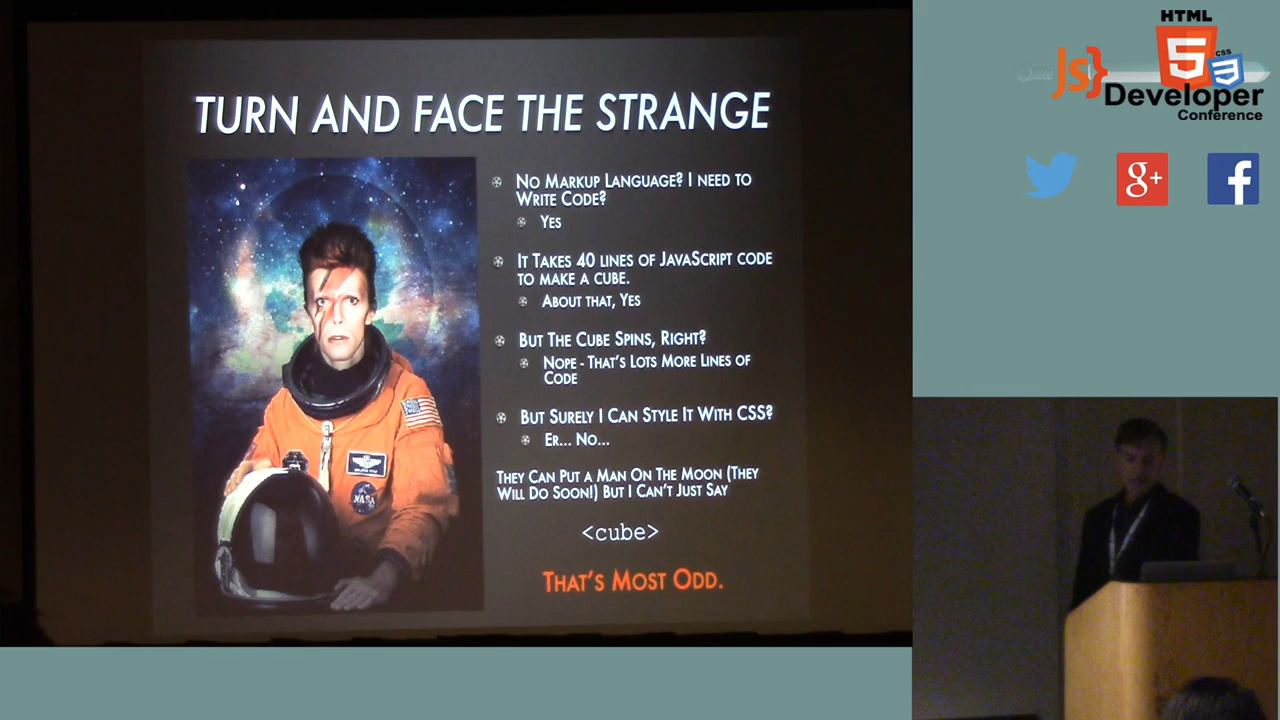 TURN AND FACE THE STRANGE
NO MARKUP LANGUAGE? I NEED TO
WRITE CODE?
YES
IT TAKES 40 LINES OF JAVASCRIPT CODE
TO MAKE A CUBE.
ABOUT THAT, YES
BUT THE CUBE SPINS, RIGHT?
NOPE - THAT'S LOTS MORE LINES OF
CODE
BUT SURELY I CAN STYLE IT WITH CSS?
ER... NO...
THEY CAN PUT A MAN ON THE MOON (THEY
WILL DO SOON!) BUT I CAN'T JUST SAY
<cube>
THAT'S MOST ODD.
NASA
HTML
5
CSS
3
JS}
Developer
Conference
g+
f